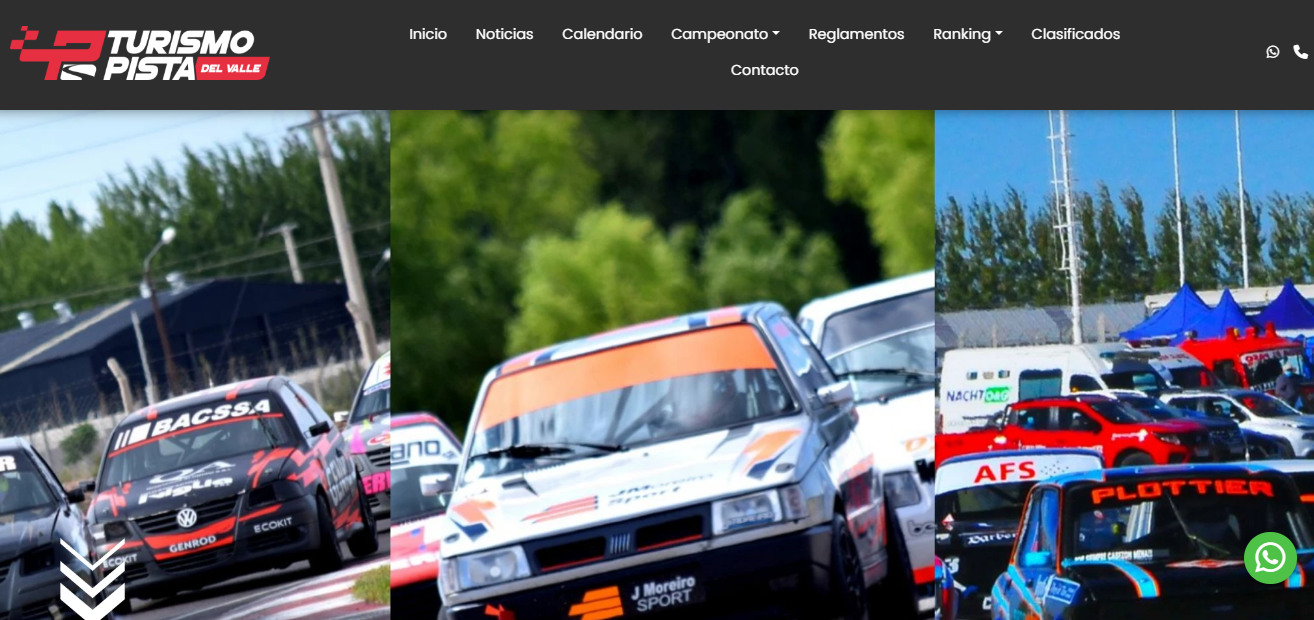 TURISMO
PISTA
DEL VALLE
Inicio
Noticias
Calendario
Campeonato
Reglamentos
Ranking
Clasificados
Contacto
BACSSA
GENROD
ECOKIT
ECOKIT
J Moreiro
SPORT
NACHT
AFS
PLOTTIER